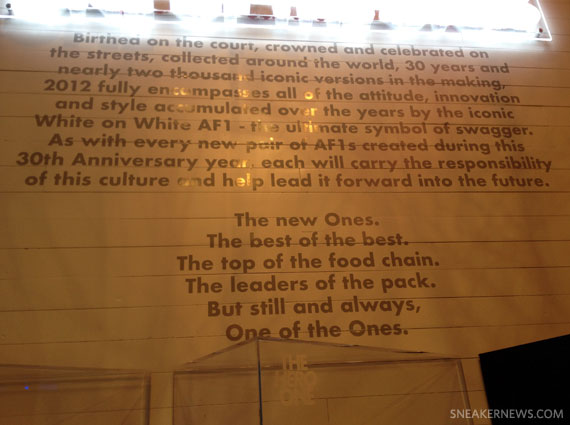 Birthed on the court, crowned and celebrated on
the streets, collected around the world, 30 years and
nearly two thousand iconic versions in the making,
2012 fully encompasses all of the attitude, innovation
and style accumulated over the years by the iconic
White on White AF1 - the ultimate symbol of swagger.
As with every new pair of AF1s created during this
30th Anniversary year, each will carry the responsibility
of this culture and help lead it forward into the future.
The new Ones.
The best of the best.
The top of the food chain.
The leaders of the pack.
But still and always,
One of the Ones.
THE
HERO
ONE
SNEAKERNEWS.COM